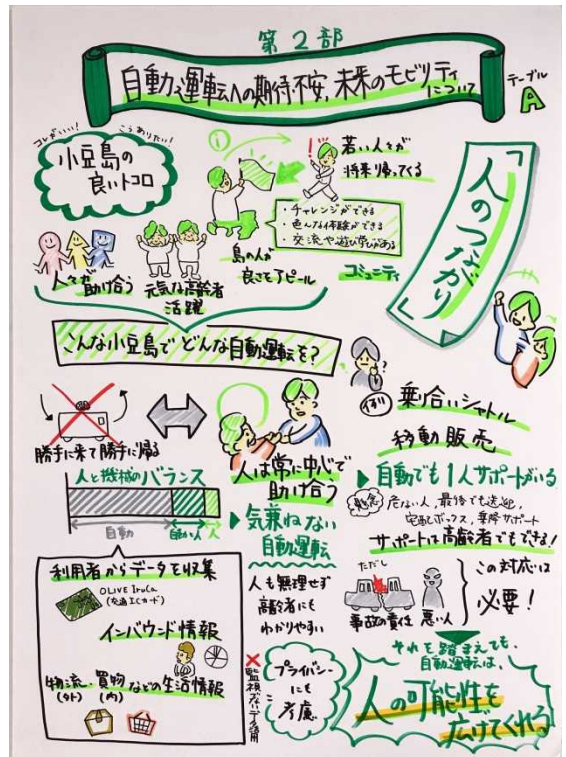 第2部
自動運転への期待・不安,未来のモビリティ
について
テーブル
A
コレがいい!
こうありたい!
小豆島の
良いトコロ
①
若い人々が
将来帰ってくる
・チャレンジができる
・色んな体験ができる
・交流や遊び学びがある
コミュニティ
「人のつながり」
人々が助け合う
元気な高齢者
活躍
島の人が
良さをアピール
こんな小豆島でどんな自動運転を?
勝手に来て勝手に帰る
人は常に中心で
助け合う
乗合いシャトル
移動販売
▶自動でも1人サポートがいる
危ない人,最後でも送迎,
宅配ボックス,乗降サポート
サポートは高齢者でもできる!
人と機械のバランス
自動
人
▶気兼ねない
自動運転
人も無理せず
高齢者にも
わかりやすい
利用者からデータを収集
OLIVE IruCa
(交通ICカード)
インバウンド情報
物流・買物などの生活情報
(外)
(内)
×監視でないデータ活用
プライバシー
にも
考慮
ただし
事故の責任
悪い人
この対応は
必要!
それを踏まえても,
自動運転は,
人の可能性を
広げてくれる